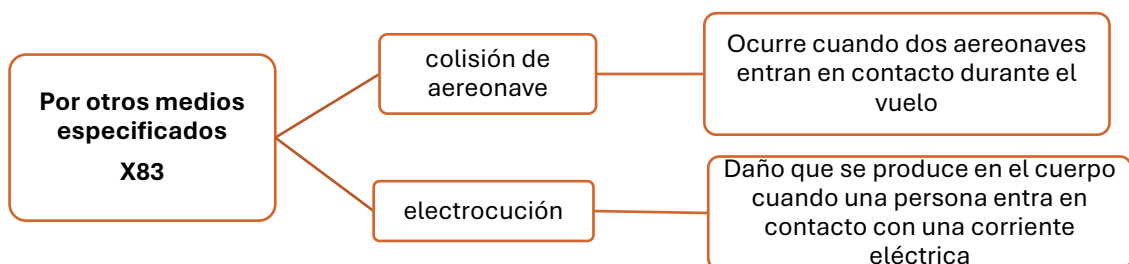 Por otros medios
especificados
X83
colisión de
aereonave
Ocurre cuando dos aereonaves
entran en contacto durante el
vuelo
electrocución
Daño que se produce en el cuerpo
cuando una persona entra en
contacto con una corriente
eléctrica